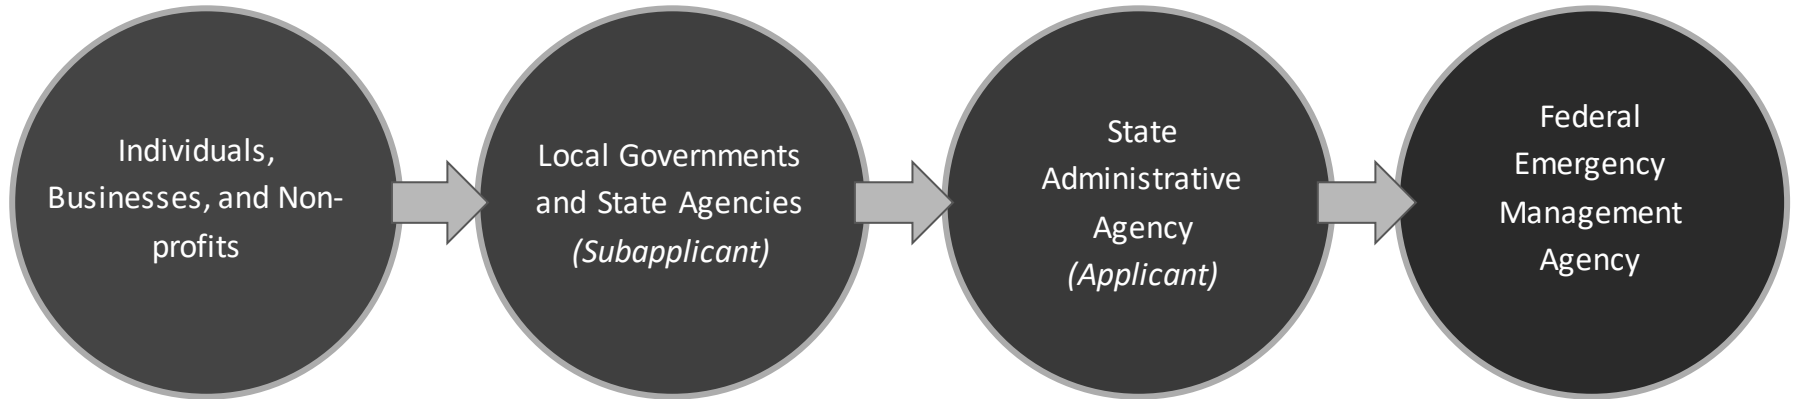 Individuals,
Businesses, and Non-
profits
Local Governments
and State Agencies
(Subapplicant)
State
Administrative
Agency
(Applicant)
Federal
Emergency
Management
Agency